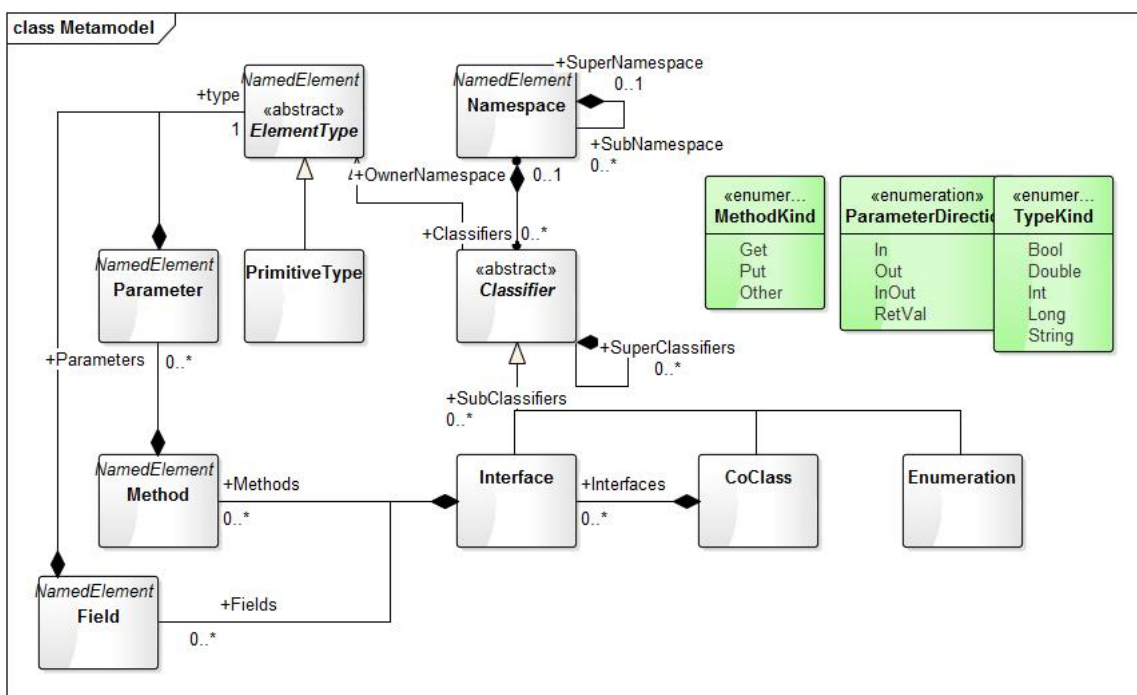 class Metamodel
+SuperNamespace
0..1
NamedElement
«abstract»
ElementType
NamedElement
Namespace
+type
1
+SubNamespace
0..*
+OwnerNamespace
0..1
«enumer...
MethodKind
Get
Put
Other
«enumeration»
ParameterDirectio
In
Out
InOut
RetVal
«enumer...
TypeKind
Bool
Double
Int
Long
String
+Classifiers
0..*
NamedElement
Parameter
PrimitiveType
«abstract»
Classifier
+Parameters
0..*
+SuperClassifiers
0..*
+SubClassifiers
0..*
NamedElement
Method
+Methods
0..*
Interface
+Interfaces
0..*
CoClass
Enumeration
NamedElement
Field
+Fields
0..*